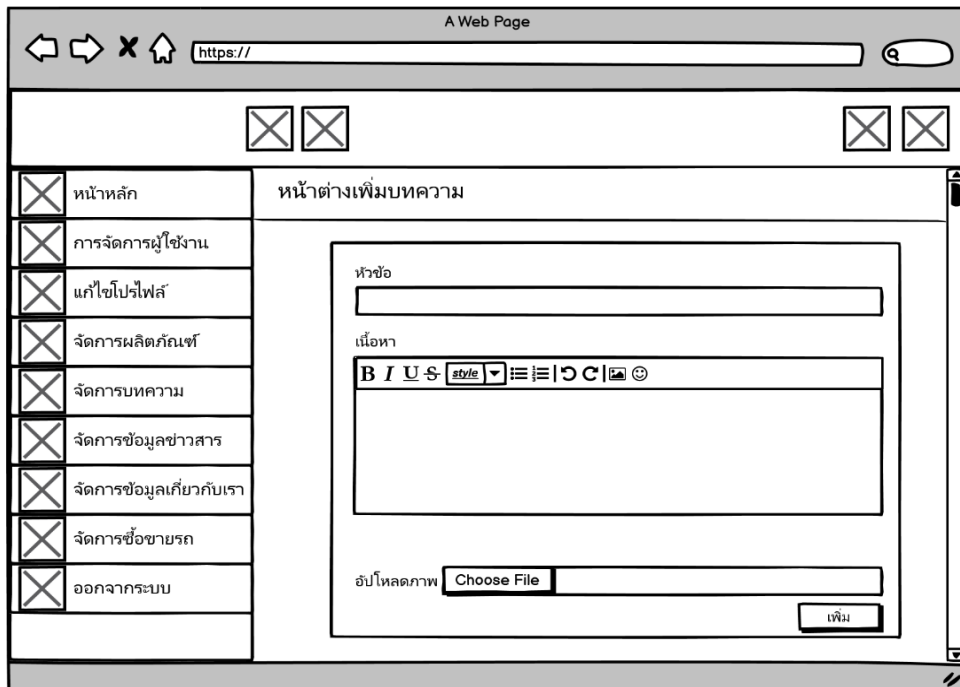 A Web Page
https://
หน้าหลัก
การจัดการผู้ใช้งาน
แก้ไขโปรไฟล์
จัดการผลิตภัณฑ์
จัดการบทความ
จัดการข้อมูลข่าวสาร
จัดการข้อมูลเกี่ยวกับเรา
จัดการซื้อขายรถ
ออกจากระบบ
หน้าต่างเพิ่มบทความ
หัวข้อ
เนื้อหา
B I U S style
อัปโหลดภาพ Choose File
เพิ่ม